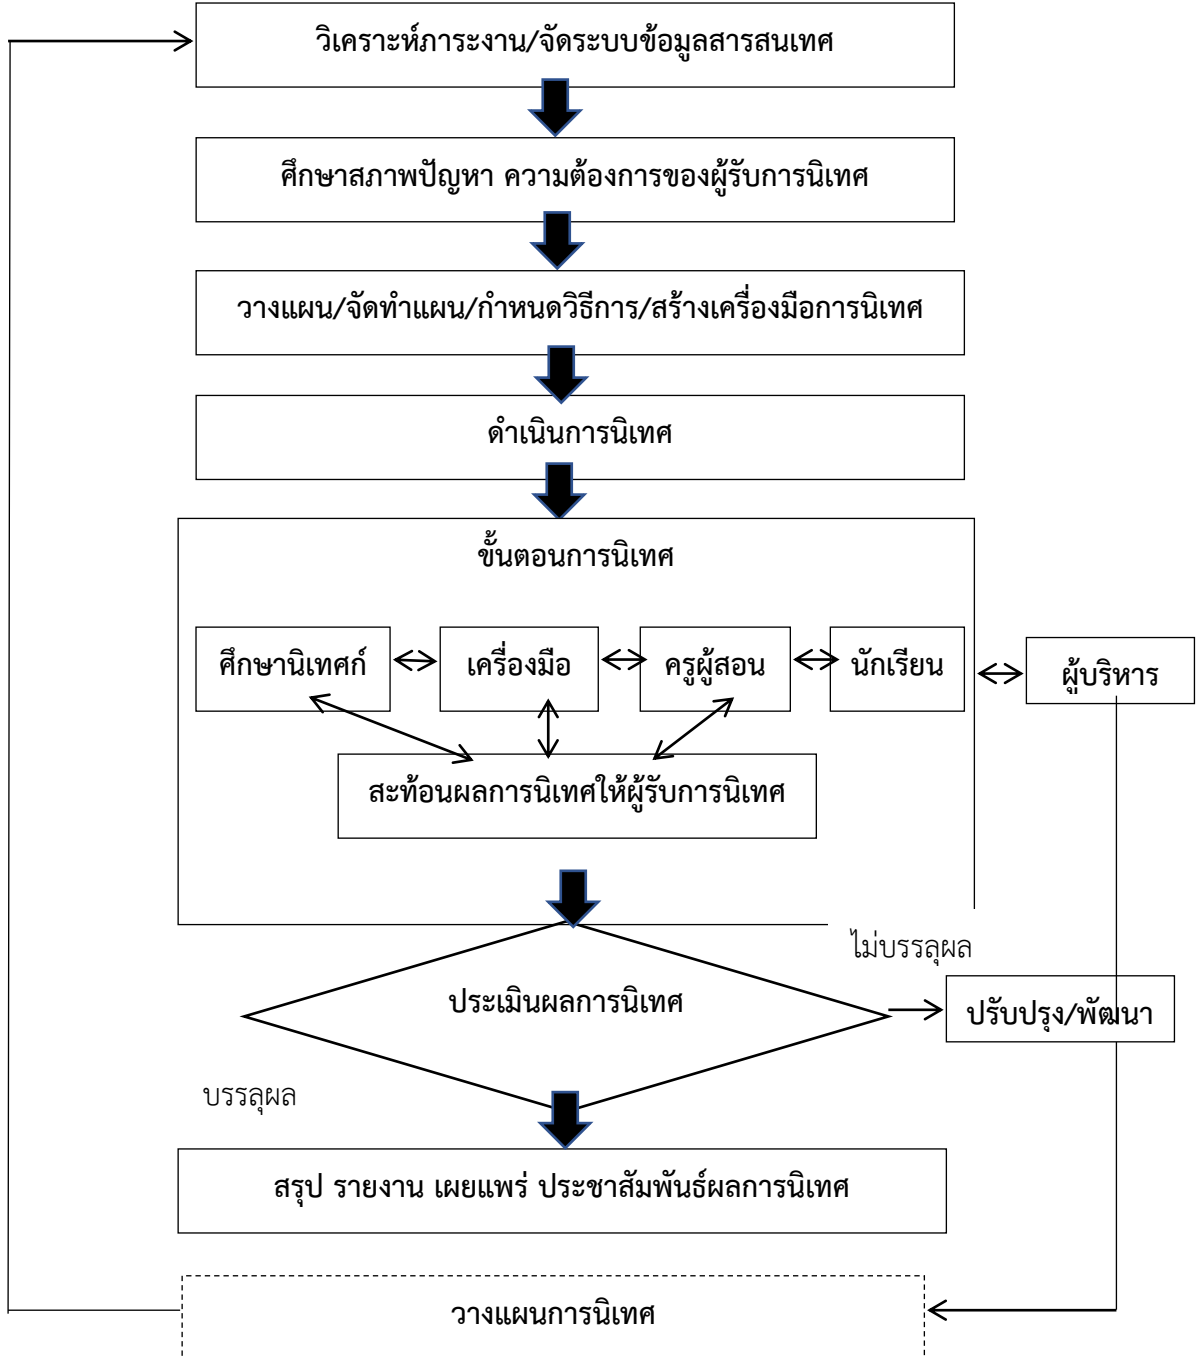 วิเคราะห์ภาระงาน/จัดระบบข้อมูลสารสนเทศ
ศึกษาสภาพปัญหา ความต้องการของผู้รับการนิเทศ
วางแผน/จัดทำแผน/กำหนดวิธีการ/สร้างเครื่องมือการนิเทศ
ดำเนินการนิเทศ
ขั้นตอนการนิเทศ
ศึกษานิเทศก์
เครื่องมือ
ครูผู้สอน
นักเรียน
ผู้บริหาร
สะท้อนผลการนิเทศให้ผู้รับการนิเทศ
ไม่บรรลุผล
ประเมินผลการนิเทศ
ปรับปรุง/พัฒนา
บรรลุผล
สรุป รายงาน เผยแพร่ ประชาสัมพันธ์ผลการนิเทศ
วางแผนการนิเทศ